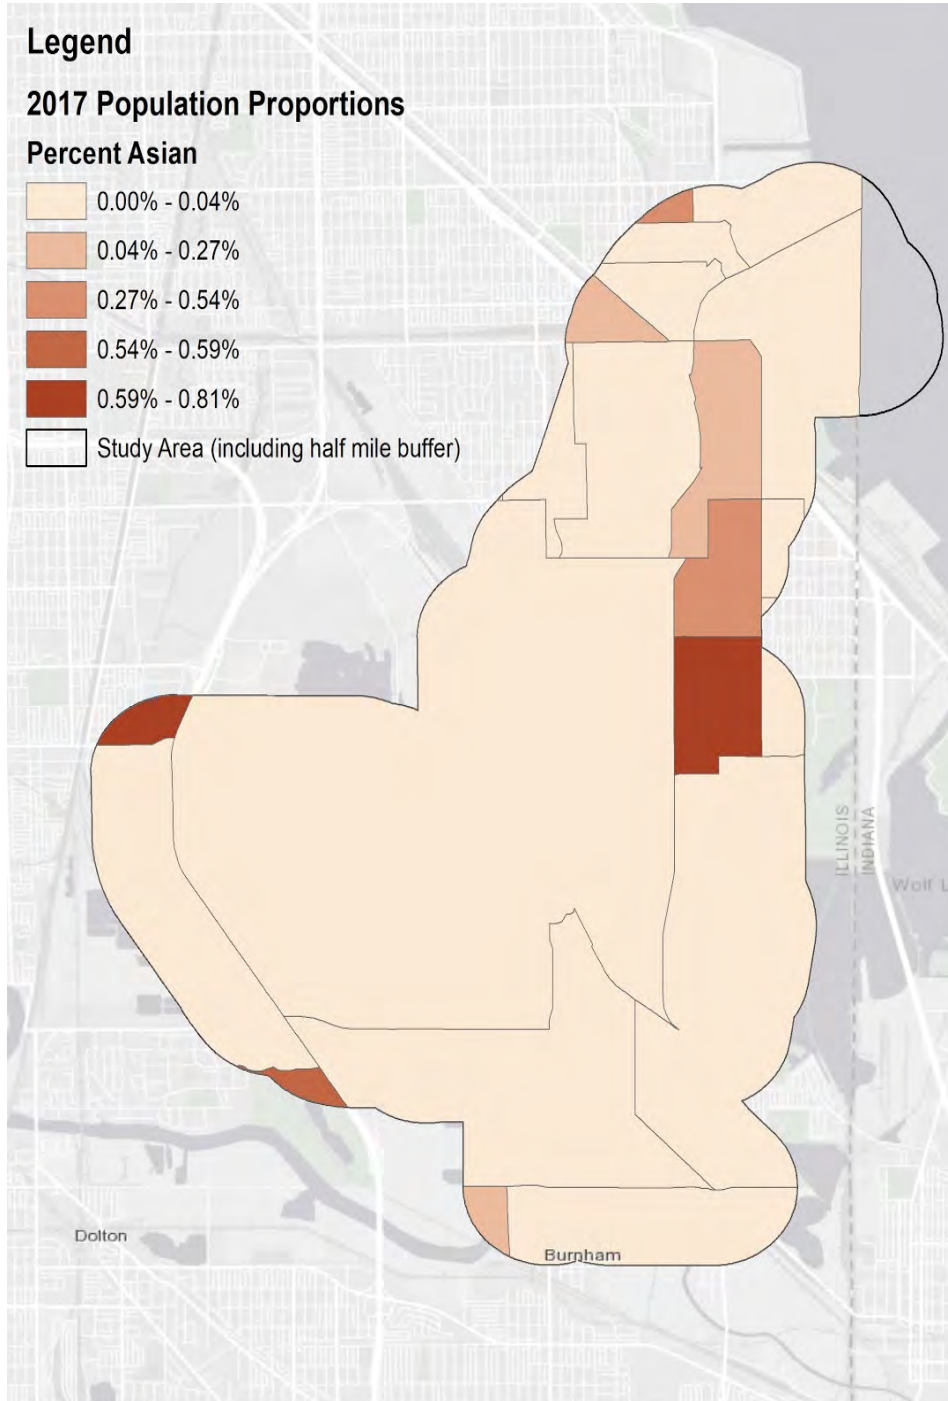 Legend
2017 Population Proportions
Percent Asian
0.00% - 0.04%
0.04% - 0.27%
0.27% - 0.54%
0.54% - 0.59%
0.59% - 0.81%
Study Area (including half mile buffer)
ILLINOIS
INDIANA
Wolf L
Dolton
Burnham